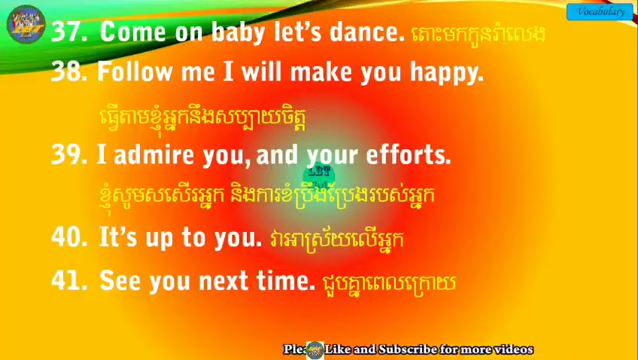 Vocabulary
37. Come on baby let's dance. តោះមកកូនរាំលេង
38. Follow me I will make you happy.
ធ្វើតាមខ្ញុំអ្នកនឹងសប្បាយចិត្ត
39. I admire you, and your efforts.
ខ្ញុំសូមសសើរអ្នក និងការខំប្រឹងប្រែងរបស់អ្នក
40. It's up to you. វាអាស្រ័យលើអ្នក
41. See you next time. ជួបគ្នាពេលក្រោយ
Like and Subscribe for more videos